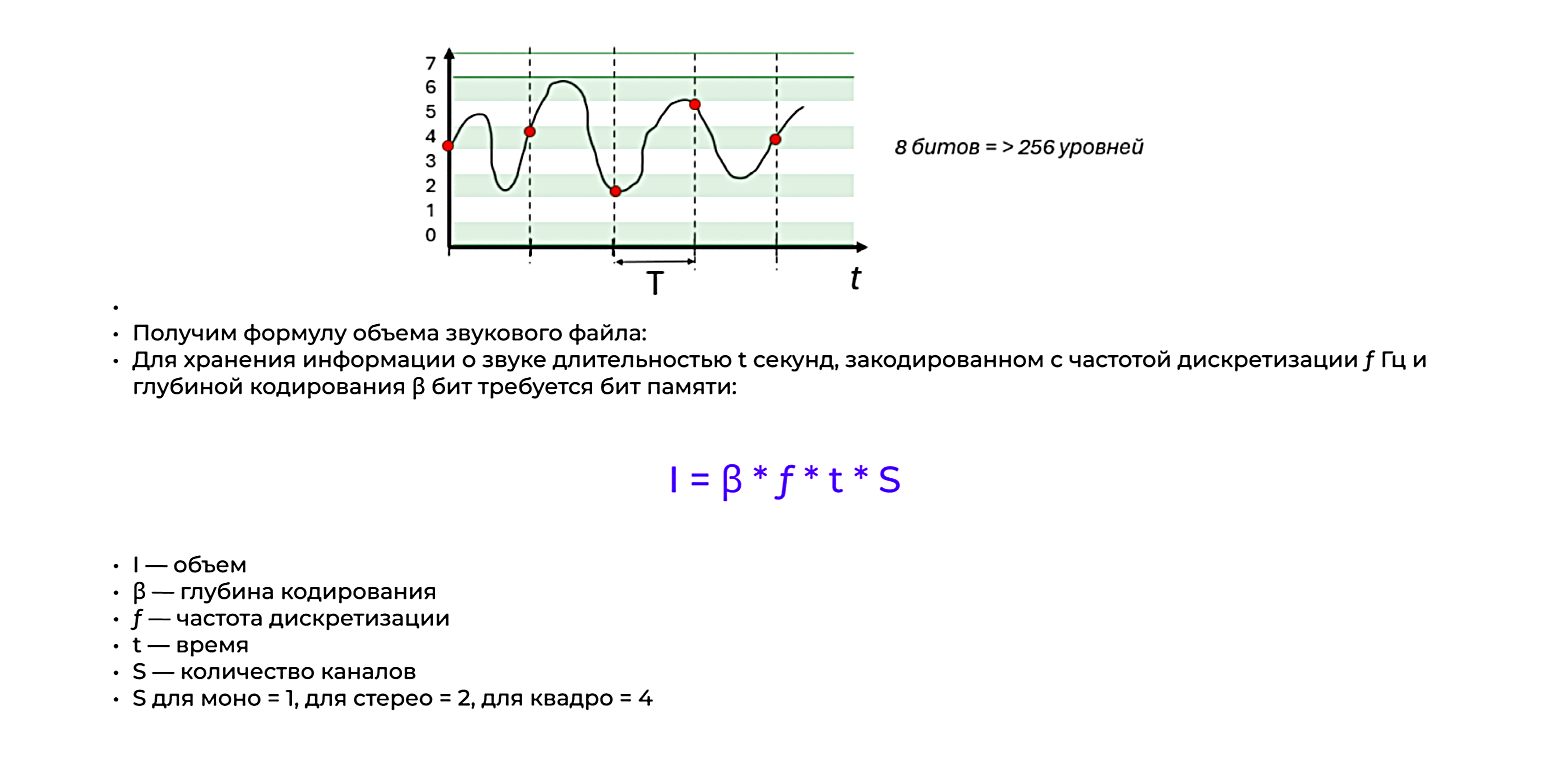 7
6
5
4
3
2
1
0
8 битов = > 256 уровней
T
t
•
• Получим формулу объема звукового файла:
• Для хранения информации о звуке длительностью t секунд, закодированном с частотой дискретизации ƒ Гц и
глубиной кодирования β бит требуется бит памяти:
I = β * ƒ * t * S
• I — объем
• β — глубина кодирования
• ƒ — частота дискретизации
• t — время
• S — количество каналов
• S для моно = 1, для стерео = 2, для квадро = 4